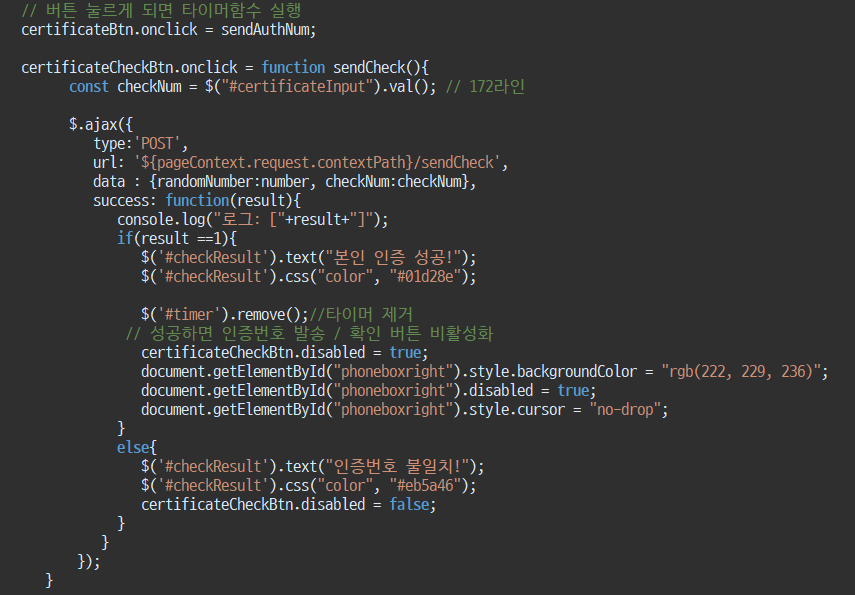 // 버튼 눌르게 되면 타이머함수 실행
certificateBtn.onclick = sendAuthNum;
certificateCheckBtn.onclick = function sendCheck(){
const checkNum = $("#certificateInput").val(); // 172라인
$.ajax({
type:'POST',
url: '${pageContext.request.contextPath}/sendCheck',
data : {randomNumber:number, checkNum:checkNum},
success: function(result){
console.log("로그: ["+result+"]");
if(result ==1){
$('#checkResult').text("본인 인증 성공!");
$('#checkResult').css("color", "#01d28e");
$('#timer').remove();//타이머 제거
// 성공하면 인증번호 발송 / 확인 버튼 비활성화
certificateCheckBtn.disabled = true;
document.getElementById("phoneboxright").style.backgroundColor = "rgb(222, 229, 236)";
document.getElementById("phoneboxright").disabled = true;
document.getElementById("phoneboxright").style.cursor = "no-drop";
}
else{
$('#checkResult').text("인증번호 불일치!");
$('#checkResult').css("color", "#eb5a46");
certificateCheckBtn.disabled = false;
}
}
});
}